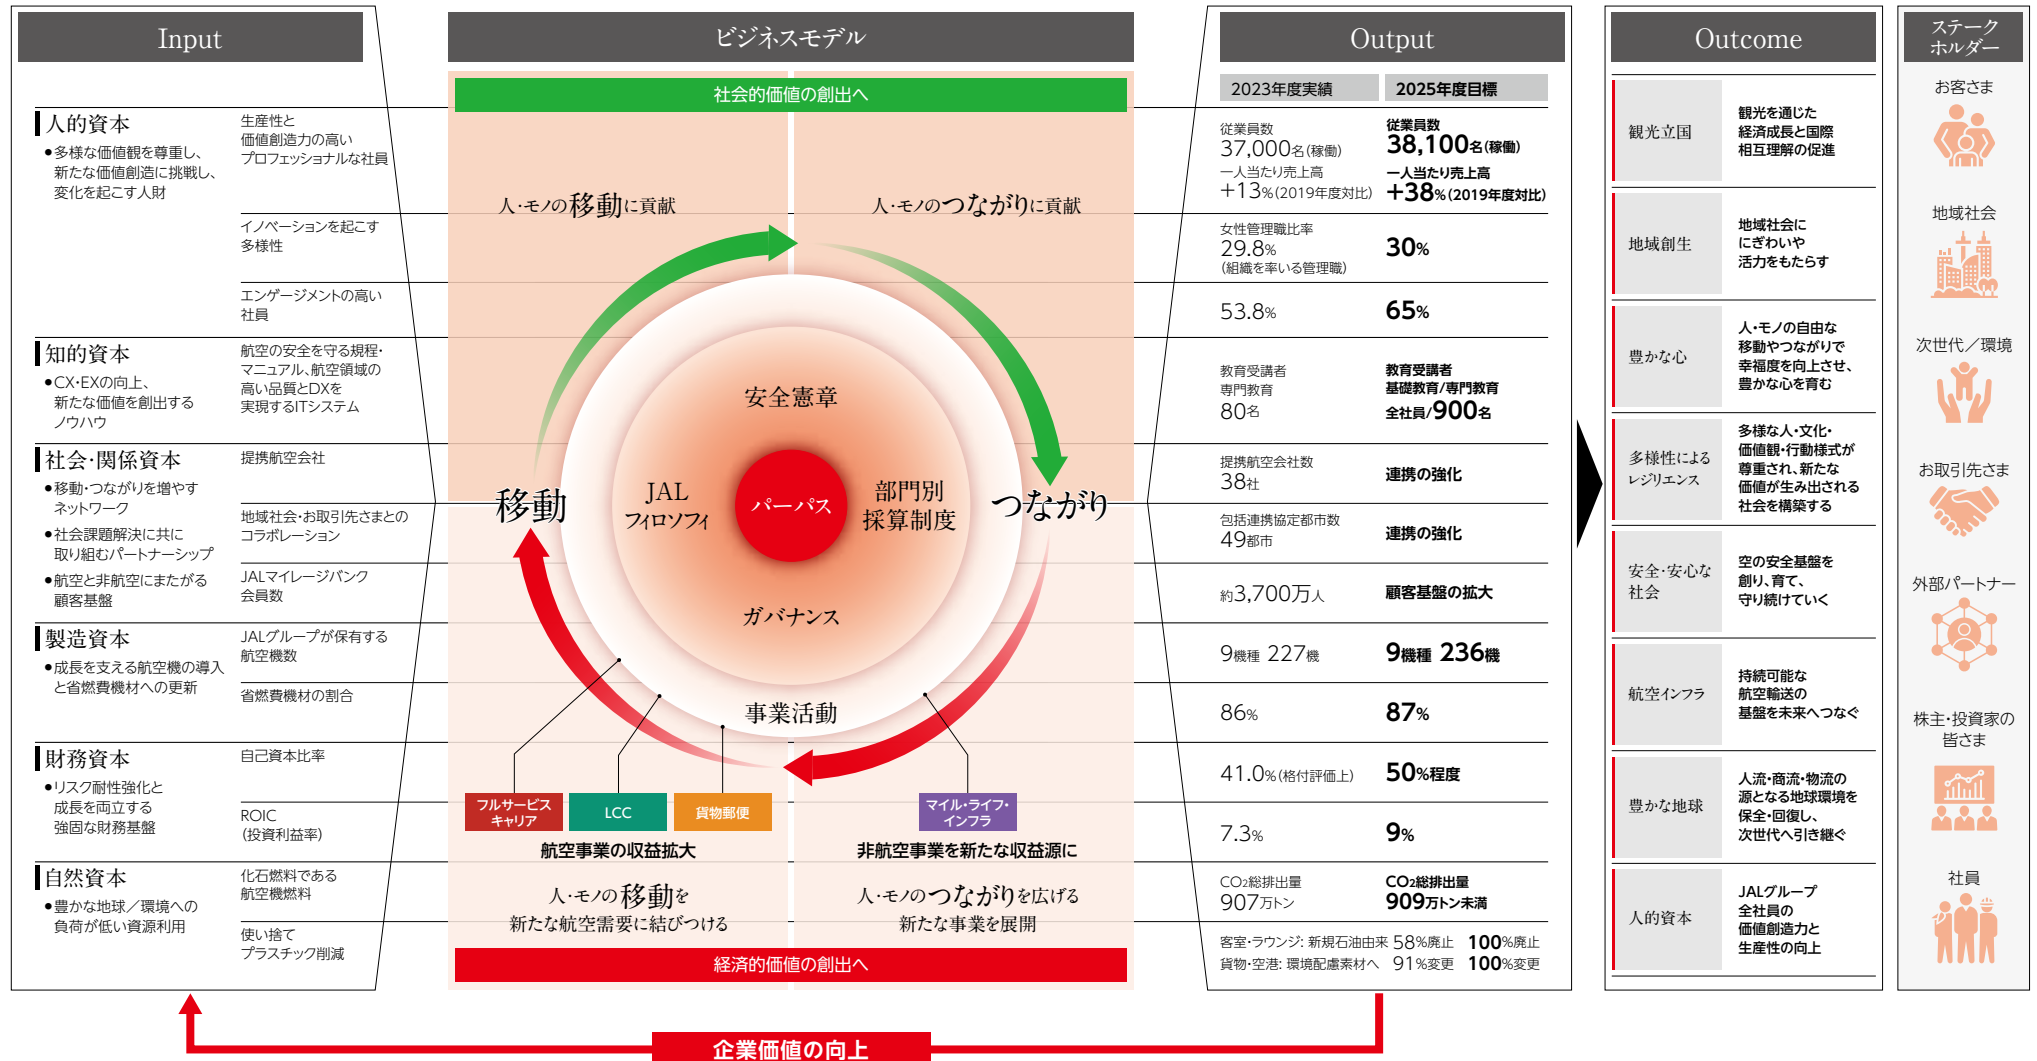 Input
人的資本
●多様な価値観を尊重し、
新たな価値創造に挑戦し、
変化を起こす人財
生産性と
価値創造力の高い
プロフェッショナルな社員
イノベーションを起こす
多様性
エンゲージメントの高い
社員
知的資本
●CX・EXの向上、
新たな価値を創出する
ノウハウ
航空の安全を守る規程・
マニュアル、航空領域の
高い品質とDXを
実現するITシステム
社会・関係資本
●移動・つながりを増やす
ネットワーク
●社会課題解決に共に
取り組むパートナーシップ
●航空と非航空にまたがる
顧客基盤
提携航空会社
地域社会・お取引先さまとの
コラボレーション
JALマイレージバンク
会員数
製造資本
●成長を支える航空機の導入
と省燃費機材への更新
JALグループが保有する
航空機数
省燃費機材の割合
財務資本
●リスク耐性強化と
成長を両立する
強固な財務基盤
自己資本比率
ROIC
(投資利益率)
自然資本
●豊かな地球／環境への
負荷が低い資源利用
化石燃料である
航空機燃料
使い捨て
プラスチック削減
ビジネスモデル
社会的価値の創出へ
人・モノの移動に貢献
人・モノのつながりに貢献
安全憲章
移動
JAL
フィロソフィ
パーパス
部門別
採算制度
つながり
ガバナンス
事業活動
フルサービス
キャリア
LCC
貨物郵便
マイル・ライフ・
インフラ
航空事業の収益拡大
非航空事業を新たな収益源に
人・モノの移動を
新たな航空需要に結びつける
人・モノのつながりを広げる
新たな事業を展開
経済的価値の創出へ
Output
2023年度実績 2025年度目標
従業員数
37,000名(稼働)
一人当たり売上高
+13%(2019年度対比)
従業員数
38,100名(稼働)
一人当たり売上高
+38%(2019年度対比)
女性管理職比率
29.8%
(組織を率いる管理職)
30%
53.8% 65%
教育受講者
専門教育
80名
教育受講者
基礎教育/専門教育
全社員/900名
提携航空会社数
38社
連携の強化
包括連携協定都市数
49都市
連携の強化
約3,700万人 顧客基盤の拡大
9機種 227機 9機種 236機
86% 87%
41.0%(格付評価上) 50%程度
7.3% 9%
CO2総排出量
907万トン
CO2総排出量
909万トン未満
客室・ラウンジ: 新規石油由来 58%廃止 100%廃止
貨物・空港: 環境配慮素材へ 91%変更 100%変更
Outcome
観光立国
観光を通じた
経済成長と国際
相互理解の促進
地域創生
地域社会に
にぎわいや
活力をもたらす
豊かな心
人・モノの自由な
移動やつながりで
幸福度を向上させ、
豊かな心を育む
多様性による
レジリエンス
多様な人・文化・
価値観・行動様式が
尊重され、新たな
価値が生み出される
社会を構築する
安全・安心な
社会
空の安全基盤を
創り、育て、
守り続けていく
航空インフラ
持続可能な
航空輸送の
基盤を未来へつなぐ
豊かな地球
人流・商流・物流の
源となる地球環境を
保全・回復し、
次世代へ引き継ぐ
人的資本
JALグループ
全社員の
価値創造力と
生産性の向上
ステーク
ホルダー
お客さま
地域社会
次世代／環境
お取引先さま
外部パートナー
株主・投資家の
皆さま
社員
企業価値の向上